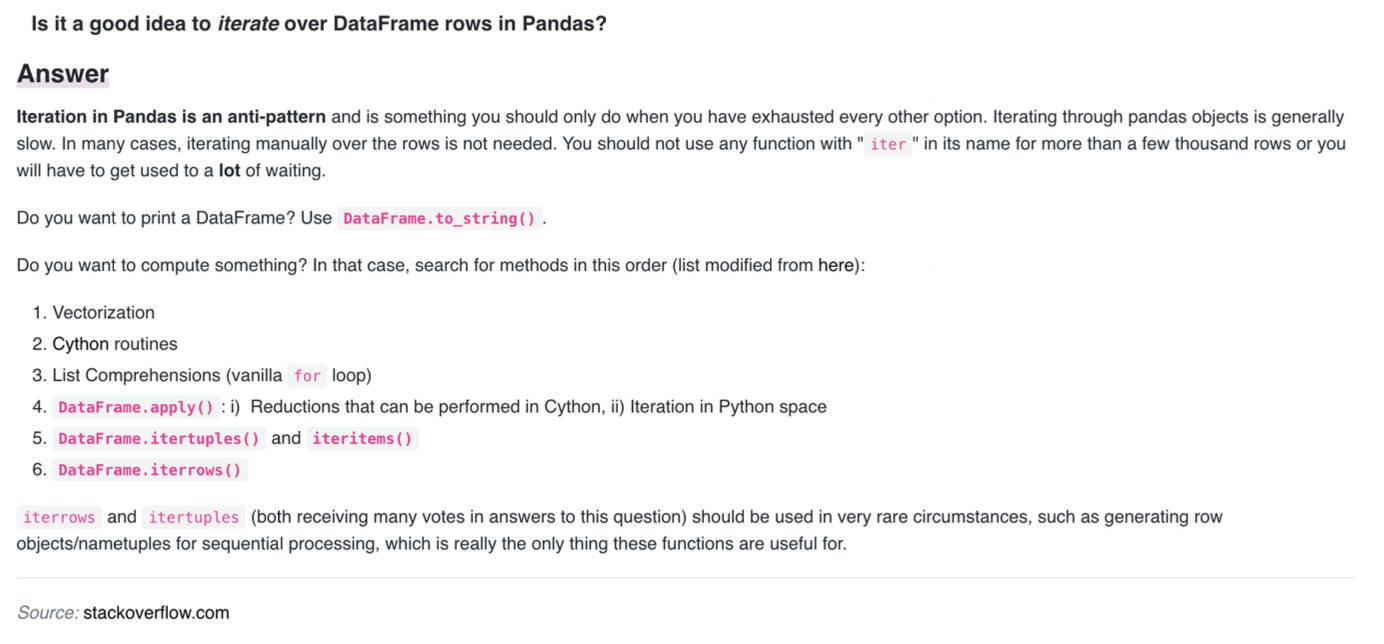 Is it a good idea to iterate over DataFrame rows in Pandas?
Answer
Iteration in Pandas is an anti-pattern and is something you should only do when you have exhausted every other option. Iterating through pandas objects is generally
slow. In many cases, iterating manually over the rows is not needed. You should not use any function with " iter " in its name for more than a few thousand rows or you
will have to get used to a lot of waiting.
Do you want to print a DataFrame? Use DataFrame.to_string() .
Do you want to compute something? In that case, search for methods in this order (list modified from here):
1. Vectorization
2. Cython routines
3. List Comprehensions (vanilla for loop)
4. DataFrame.apply() : i) Reductions that can be performed in Cython, ii) Iteration in Python space
5. DataFrame.itertuples() and iteritems()
6. DataFrame.iterrows()
iterrows and itertuples (both receiving many votes in answers to this question) should be used in very rare circumstances, such as generating row
objects/nametuples for sequential processing, which is really the only thing these functions are useful for.
Source: stackoverflow.com